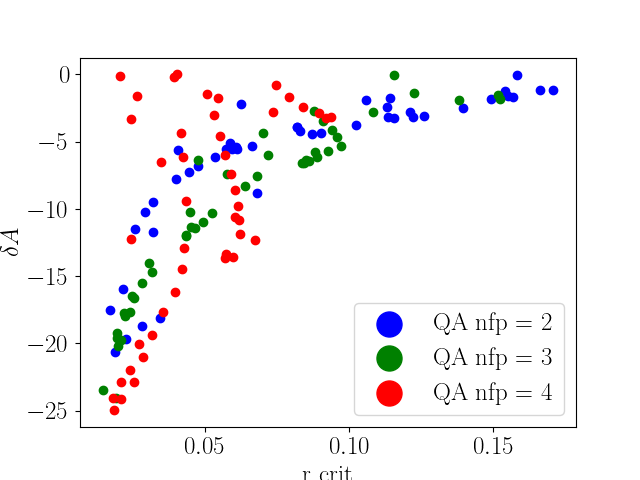 0
−5
−10
−15
−20
−25
δA
0.05 0.10 0.15
r crit
QA nfp = 2
QA nfp = 3
QA nfp = 4